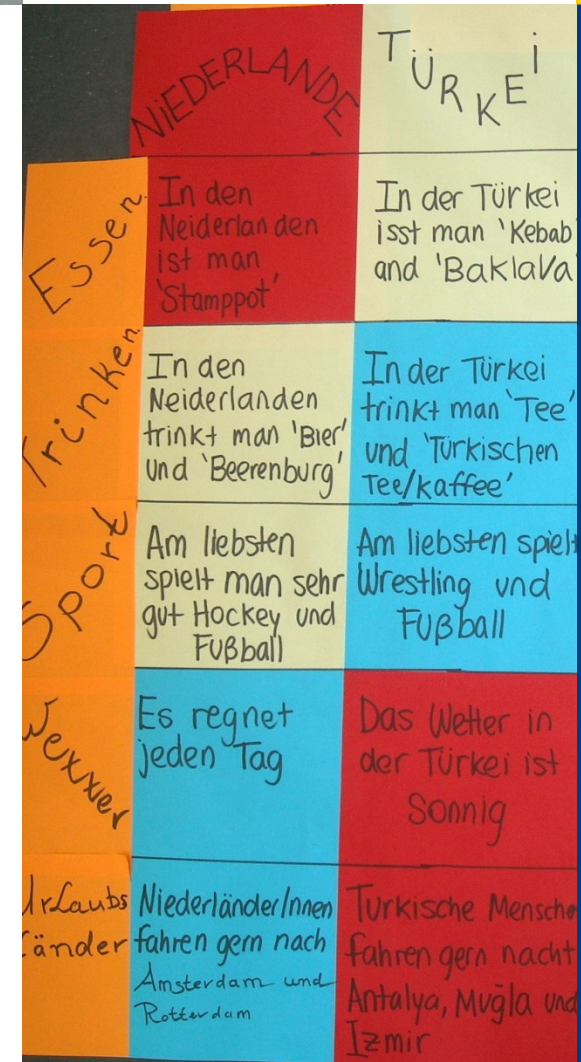 NIEDERLANDE
TÜRKEI
Essen
In den
Neiderlanden
ist man
'Stamppot'
In der Türkei
isst man 'Kebab
and 'Baklava'
Trinken
In den
Neiderlanden
trinkt man 'Bier'
und 'Beerenburg'
In der Türkei
trinkt man 'Tee'
und 'Türkischen
Tee/kaffee'
Sport
Am liebsten
spielt man sehr
gut Hockey und
Fußball
Am liebsten spielt
Wrestling und
Fußball
Wetter
Es regnet
jeden Tag
Das Wetter in
der Türkei ist
Sonnig
Urlaubs
Länder
Niederländer/Innen
fahren gern nach
Amsterdam und
Rotterdam
Türkische Mensche
fahren gern nacht
Antalya, Muğla und
Izmir